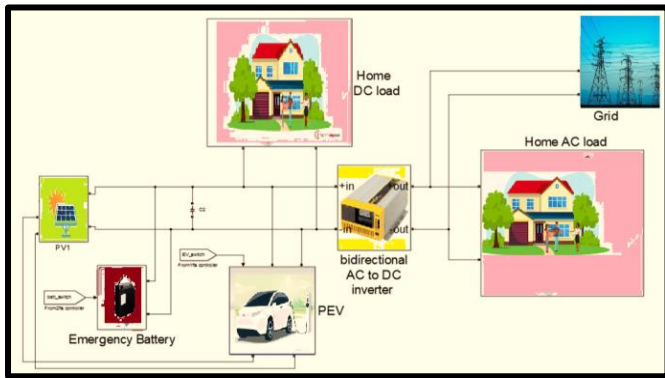 Home
DC load
Grid
Home AC load
+in
+out
-in
-out
bidirectional
AC to DC
inverter
PV1
EV_switch
PEV
Emergency Battery